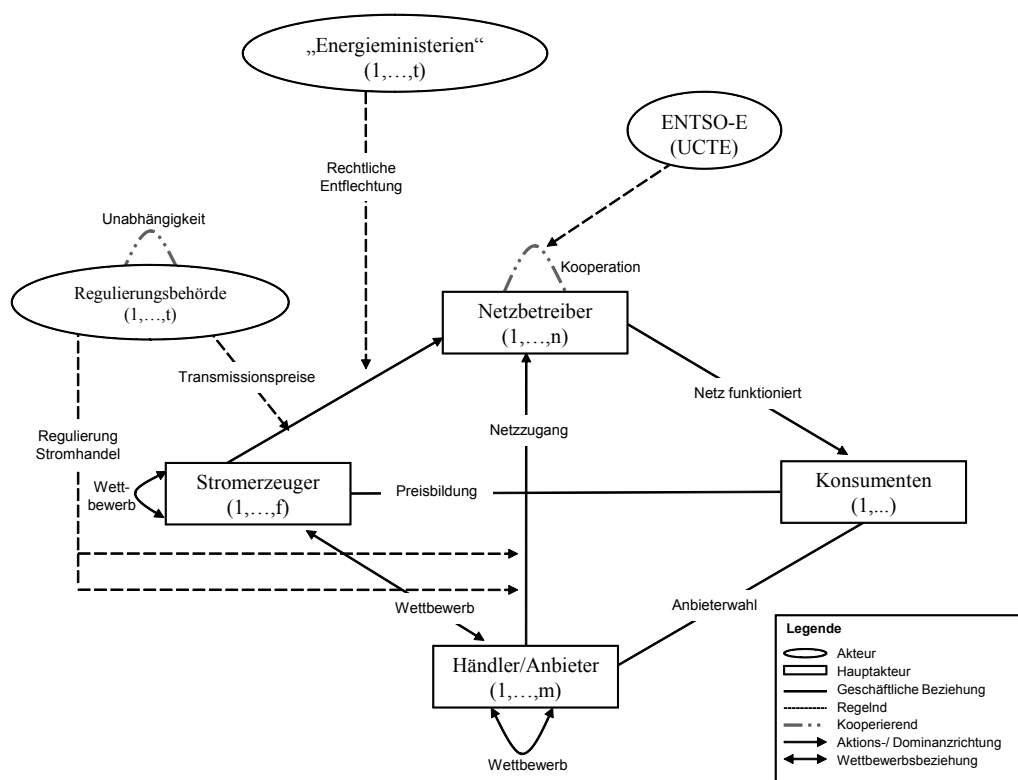 „Energieministerien“
(1,…,t)
ENTSO-E
(UCTE)
Rechtliche
Entflechtung
Unabhängigkeit
Kooperation
Regulierungsbehörde
(1,…,t)
Netzbetreiber
(1,…,n)
Transmissionspreise
Netz funktioniert
Regulierung
Stromhandel
Netzzugang
Wett-
bewerb
Stromerzeuger
(1,…,f)
Preisbildung
Konsumenten
(1,...)
Wettbewerb
Anbieterwahl
Händler/Anbieter
(1,…,m)
Wettbewerb
Legende
Akteur
Hauptakteur
Geschäftliche Beziehung
Regelnd
Kooperierend
Aktions-/ Dominanzrichtung
Wettbewerbsbeziehung